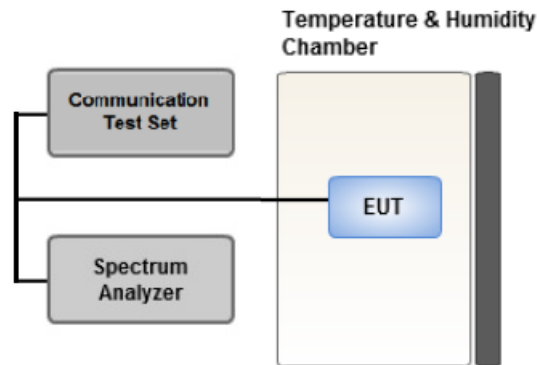 Temperature & Humidity
Chamber
Communication
Test Set
EUT
Spectrum
Analyzer